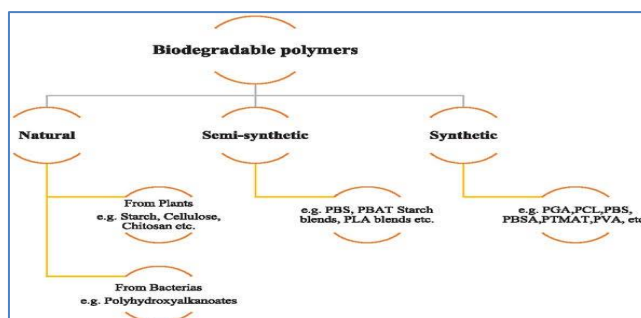 Biodegradable polymers
Natural
Semi-synthetic
Synthetic
From Plants
e.g. Starch, Cellulose,
Chitosan etc.
e.g. PBS, PBAT Starch
blends, PLA blends etc.
e.g. PGA,PCL,PBS,
PBSA,PTMAT,PVA, etc
From Bacterias
e.g. Polyhydroxyalkanoates